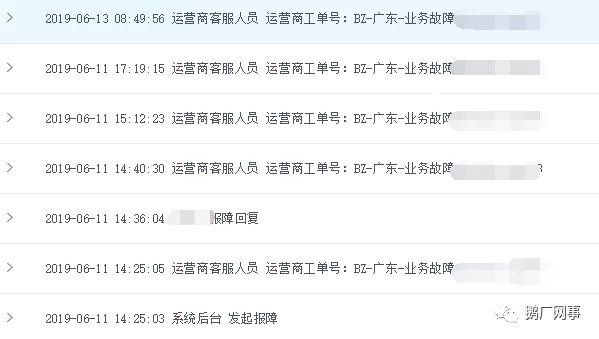 2019-06-13 08:49:56 运营商客服人员 运营商工单号: BZ-广东-业务故障
2019-06-11 17:19:15 运营商客服人员 运营商工单号: BZ-广东-业务故障
2019-06-11 15:12:23 运营商客服人员 运营商工单号: BZ-广东-业务故障
2019-06-11 14:40:30 运营商客服人员 运营商工单号: BZ-广东-业务故障
2019-06-11 14:36:04 报障回复
2019-06-11 14:25:05 运营商客服人员 运营商工单号: BZ-广东-业务故障
2019-06-11 14:25:03 系统后台 发起报障
鹅厂网事